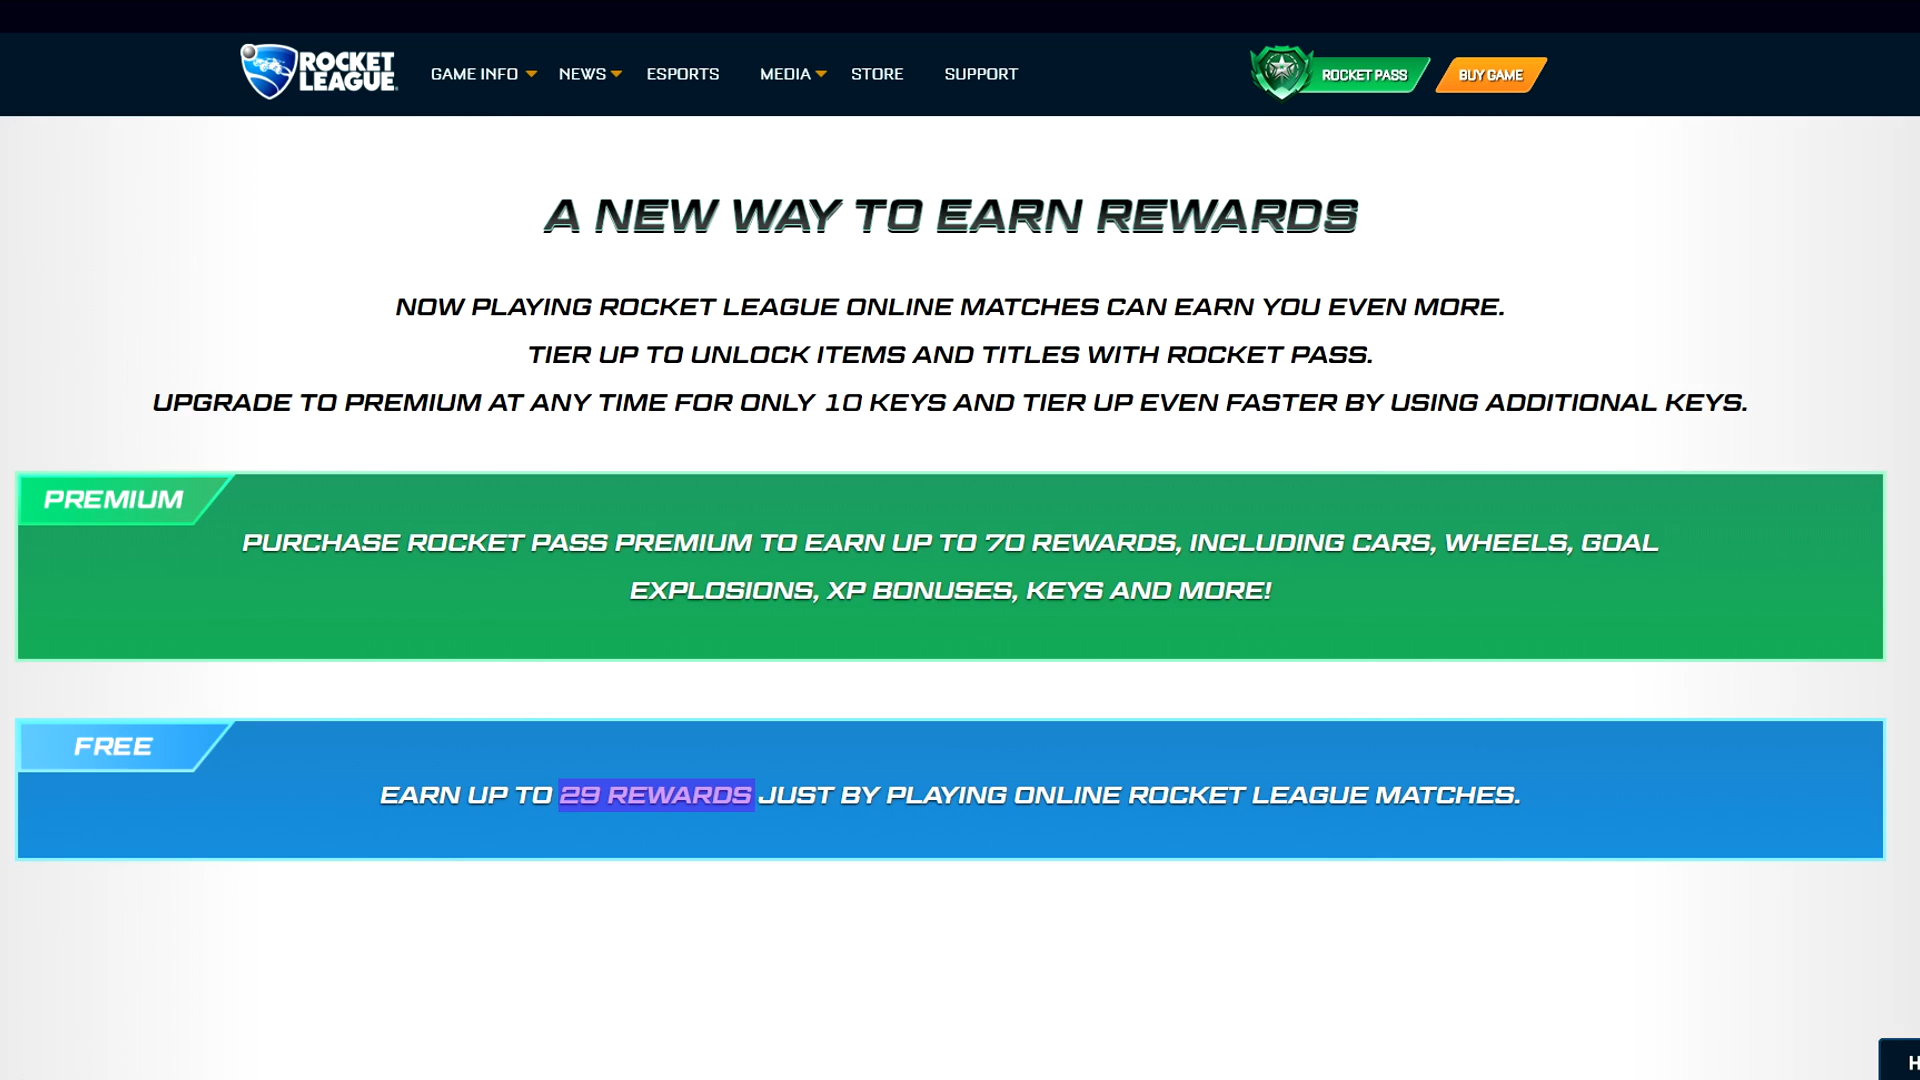 ROCKET LEAGUE
GAME INFO NEWS ESPORTS MEDIA STORE SUPPORT
ROCKET PASS BUY GAME
A NEW WAY TO EARN REWARDS
NOW PLAYING ROCKET LEAGUE ONLINE MATCHES CAN EARN YOU EVEN MORE.
TIER UP TO UNLOCK ITEMS AND TITLES WITH ROCKET PASS.
UPGRADE TO PREMIUM AT ANY TIME FOR ONLY 10 KEYS AND TIER UP EVEN FASTER BY USING ADDITIONAL KEYS.
PREMIUM
PURCHASE ROCKET PASS PREMIUM TO EARN UP TO 70 REWARDS, INCLUDING CARS, WHEELS, GOAL
EXPLOSIONS, XP BONUSES, KEYS AND MORE!
FREE
EARN UP TO 29 REWARDS JUST BY PLAYING ONLINE ROCKET LEAGUE MATCHES.